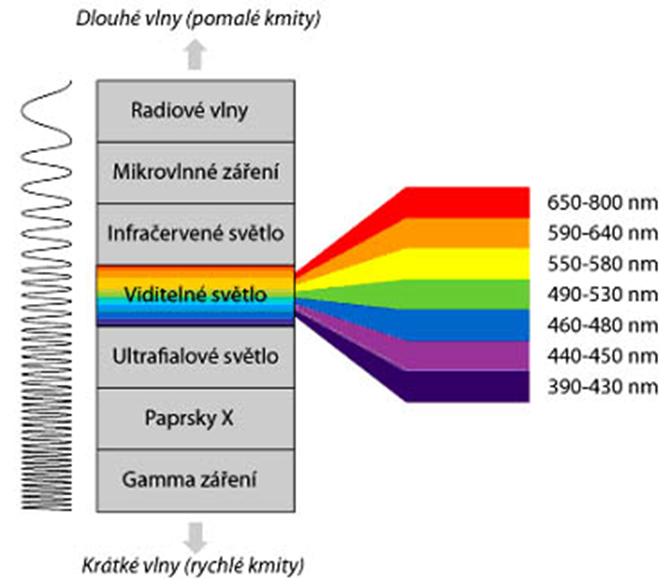 Dlouhé vlny (pomalé kmity)
Radiové vlny
Mikrovlnné záření
Infračervené světlo
Viditelné světlo
Ultrafialové světlo
Paprsky X
Gamma záření
650-800 nm
590-640 nm
550-580 nm
490-530 nm
460-480 nm
440-450 nm
390-430 nm
Krátké vlny (rychlé kmity)